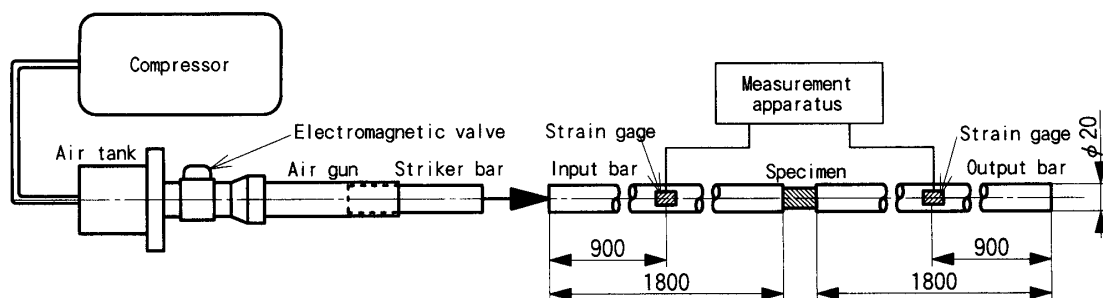 Compressor
Measurement
apparatus
Electromagnetic valve
Strain gage
Strain gage
φ20
Air tank
Air gun
Striker bar
Input bar
Specimen
Output bar
900
900
1800
1800